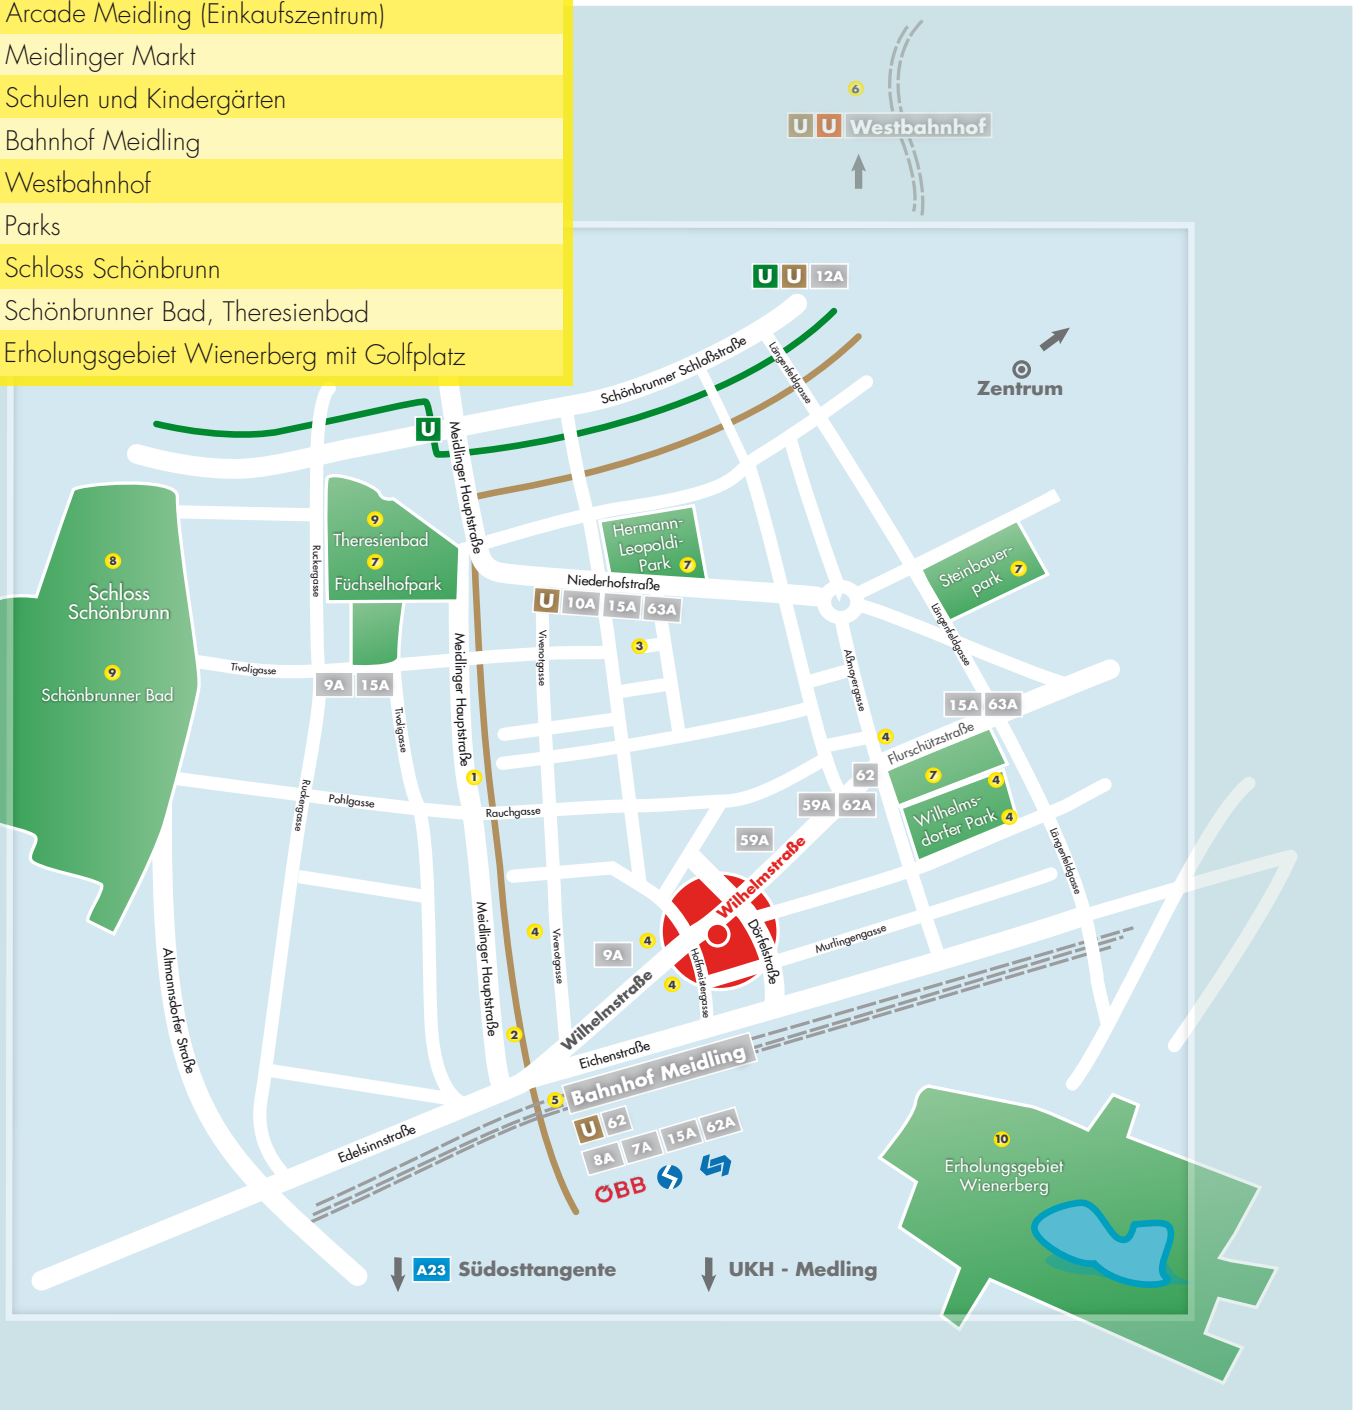 Arcade Meidling (Einkaufszentrum)
Meidlinger Markt
Schulen und Kindergärten
Bahnhof Meidling
Westbahnhof
Parks
Schloss Schönbrunn
Schönbrunner Bad, Theresienbad
Erholungsgebiet Wienerberg mit Golfplatz
6
U U Westbahnhof
U U 12A
Zentrum
Schönbrunner Schloßstraße
Längenfeldgasse
U
Meidlinger Hauptstraße
9
Theresienbad
7
Füchselhofpark
Ruckergasse
Hermann-
Leopoldi-
Park 7
Steinbauer-
park 7
8
Schloss
Schönbrunn
9
Schönbrunner Bad
Niederhofstraße
U 10A 15A 63A
3
Vivenotgasse
Meidlinger Hauptstraße
Tivoligasse
9A 15A
Tivoligasse
Aßmayergasse
Längenfeldgasse
15A 63A
4
Flurschützstraße
7
4
Wilhelms-
dorfer Park
4
62
59A 62A
59A
1
Ruckergasse
Pohlgasse
Rauchgasse
Wilhelmstraße
Längenfeldgasse
Meidlinger Hauptstraße
4
Vivenotgasse
4
9A
4
Hoffmeistergasse
Dörfelstraße
Murlingengasse
Altmannsdorfer Straße
Wilhelmstraße
2
Eichenstraße
5
Bahnhof Meidling
U 62
8A 7A 15A 62A
ÖBB
Edelsinnstraße
10
Erholungsgebiet
Wienerberg
A23 Südosttangente
UKH - Medling